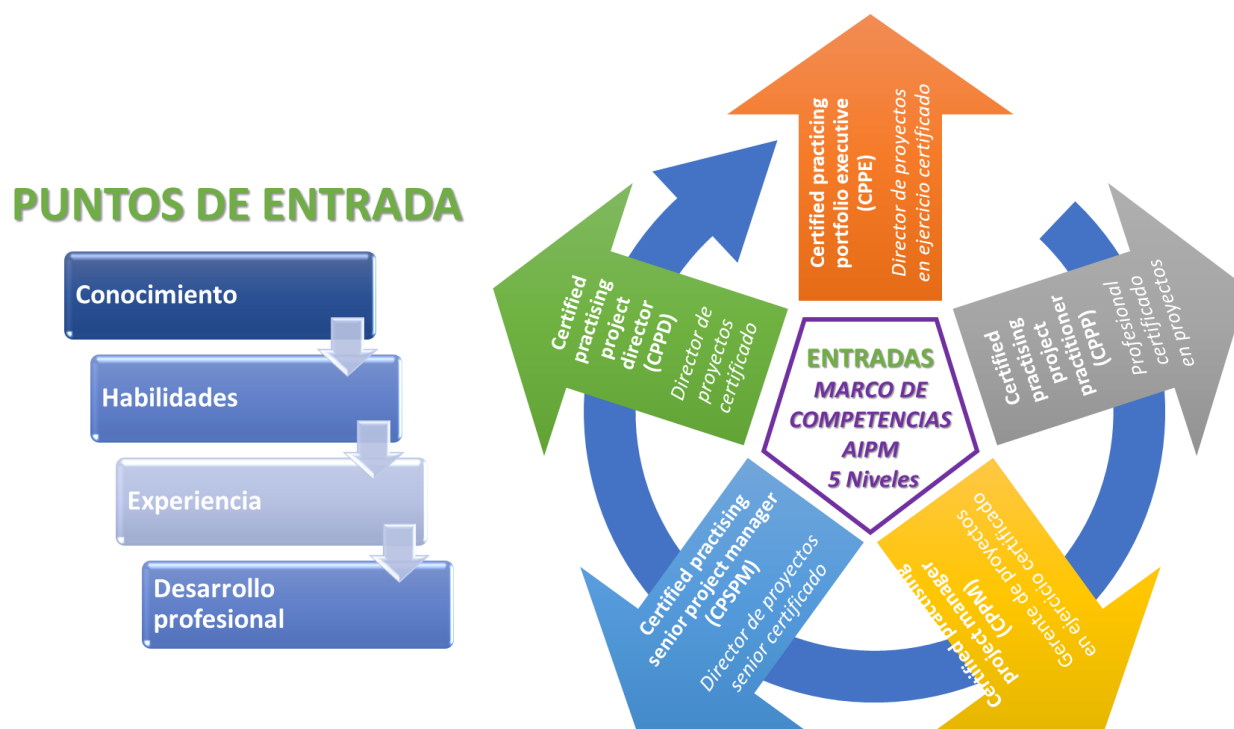 PUNTOS DE ENTRADA
Conocimiento
Habilidades
Experiencia
Desarrollo
profesional
Certified practicing
portfolio executive
(CPPE)
Director de proyectos
en ejercicio certificado
Certified
practising
project
practitioner
(CPPP)
Profesional
certificado
en proyectos
Certified practising
project manager
(CPPM)
Gerente de proyectos
en ejercicio certificado
Certified practising
senior project manager
(CPSPM)
Director de proyectos
senior certificado
Certified
practising
project
director
(CPPD)
Director de
proyectos
certificado
ENTRADAS
MARCO DE
COMPETENCIAS
AIPM
5 Niveles